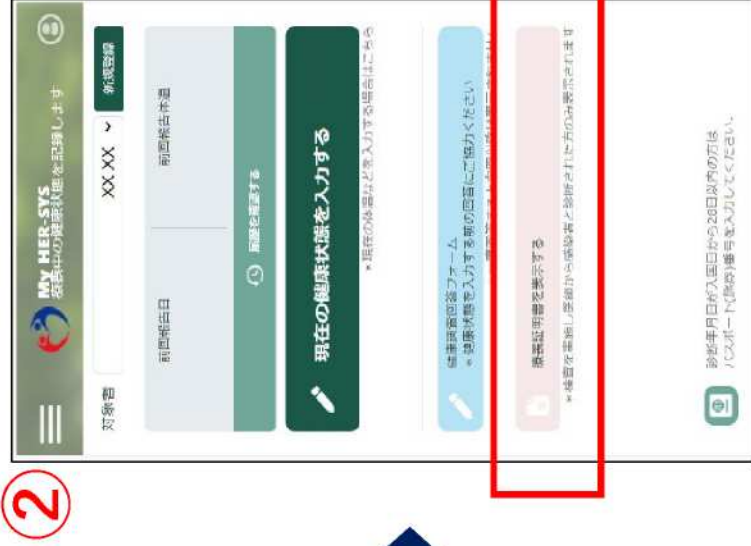 ②
My HER-SYS
療養中の健康状態を記録します
対象者
XX XX
新規登録
前回報告日
前回報告体温
履歴を確認する
現在の健康状態を入力する
*現在の体温などを入力する場合はこちら
健康調査回答フォーム
*健康状態を入力する前の回答にご協力ください
療養証明書を表示する
*検査を実施し医師から感染者と診断された方のみ表示されます
診断年月日が入国日から28日以内の方は
パスポート(旅券)番号を入力してください。